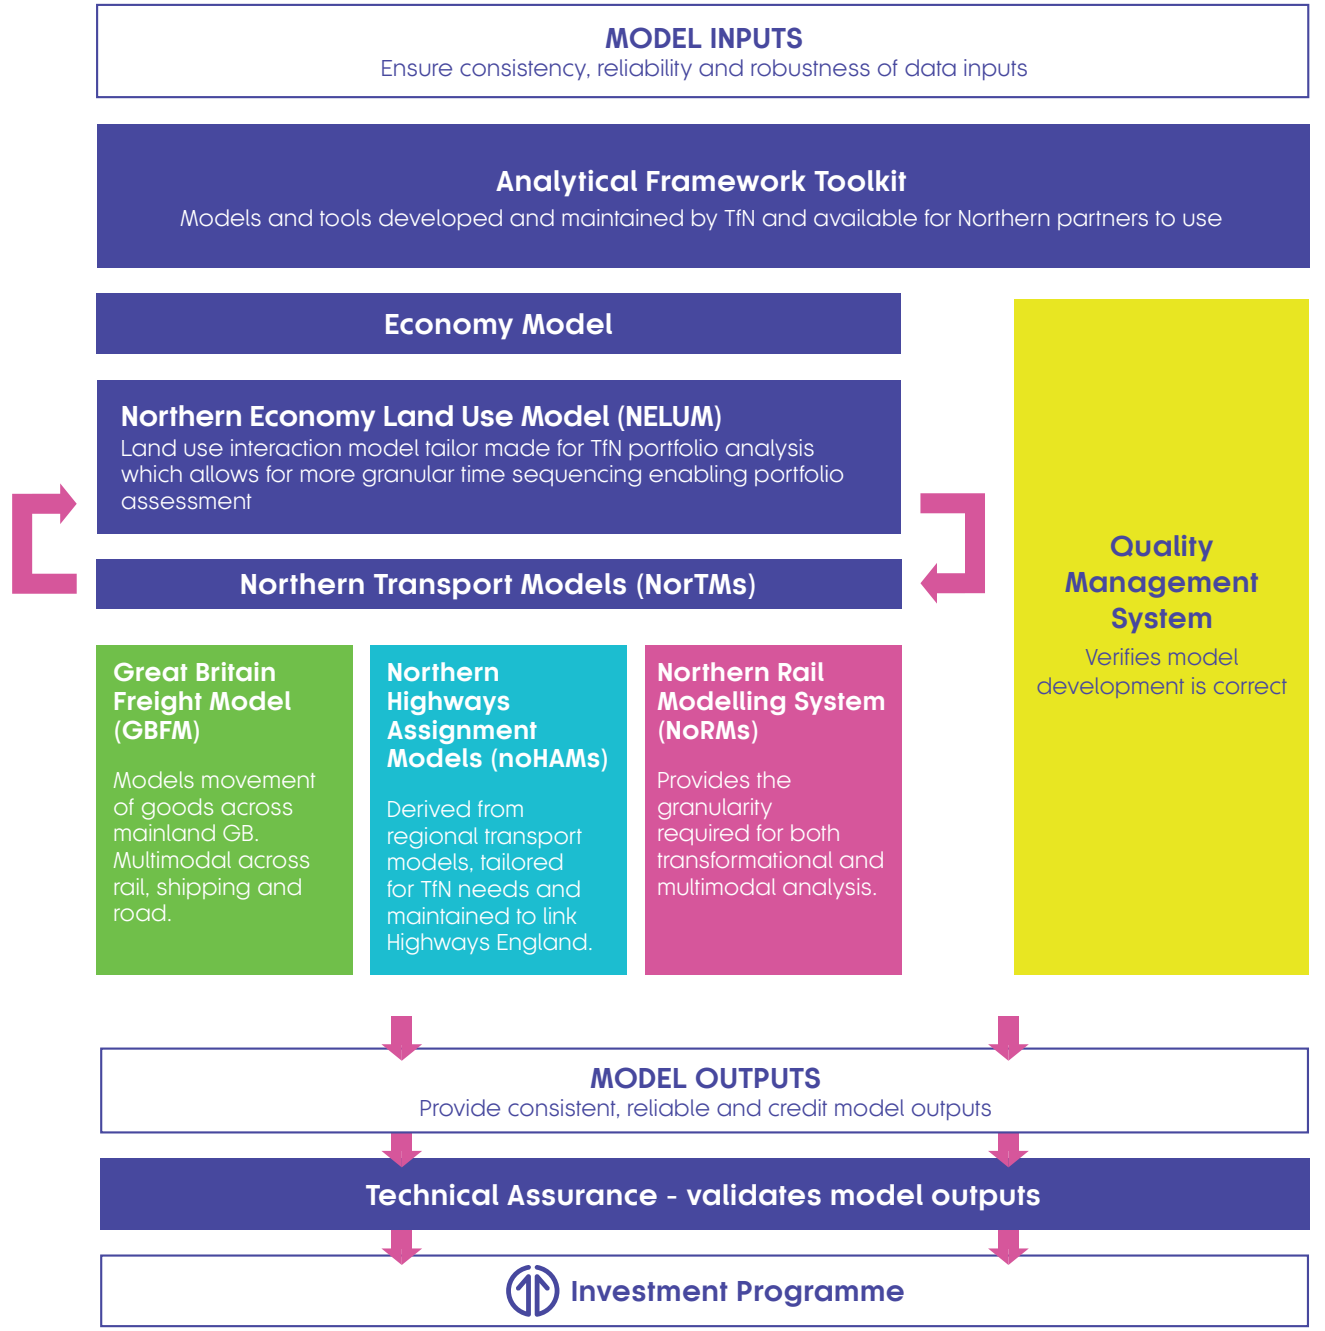 MODEL INPUTS
Ensure consistency, reliability and robustness of data inputs
Analytical Framework Toolkit
Models and tools developed and maintained by TfN and available for Northern partners to use
Economy Model
Northern Economy Land Use Model (NELUM)
Land use interaction model tailor made for TfN portfolio analysis
which allows for more granular time sequencing enabling portfolio
assessment
Northern Transport Models (NorTMs)
Great Britain
Freight Model
(GBFM)
Models movement
of goods across
mainland GB.
Multimodal across
rail, shipping and
road.
Northern
Highways
Assignment
Models (noHAMs)
Derived from
regional transport
models, tailored
for TfN needs and
maintained to link
Highways England.
Northern Rail
Modelling System
(NoRMs)
Provides the
granularity
required for both
transformational and
multimodal analysis.
Quality
Management
System
Verifies model
development is correct
MODEL OUTPUTS
Provide consistent, reliable and credit model outputs
Technical Assurance - validates model outputs
Investment Programme